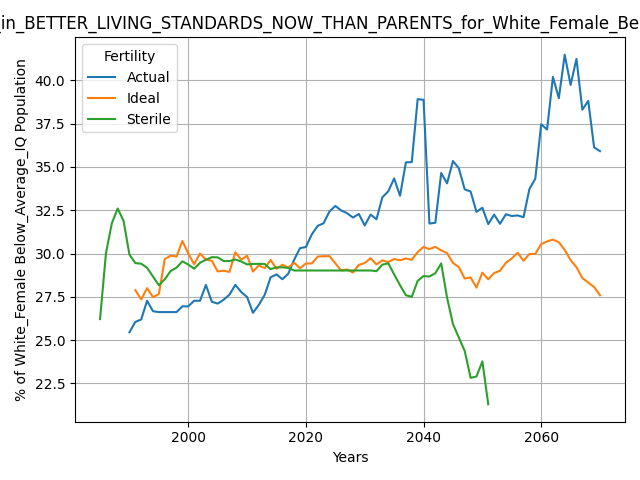 _in_BETTER_LIVING_STANDARDS_NOW_THAN_PARENTS_for_White_Female_Be
Fertility
Actual
Ideal
Sterile
% of White_Female Below_Average_IQ Population
40.0
37.5
35.0
32.5
30.0
27.5
25.0
22.5
2000
2020
2040
2060
Years